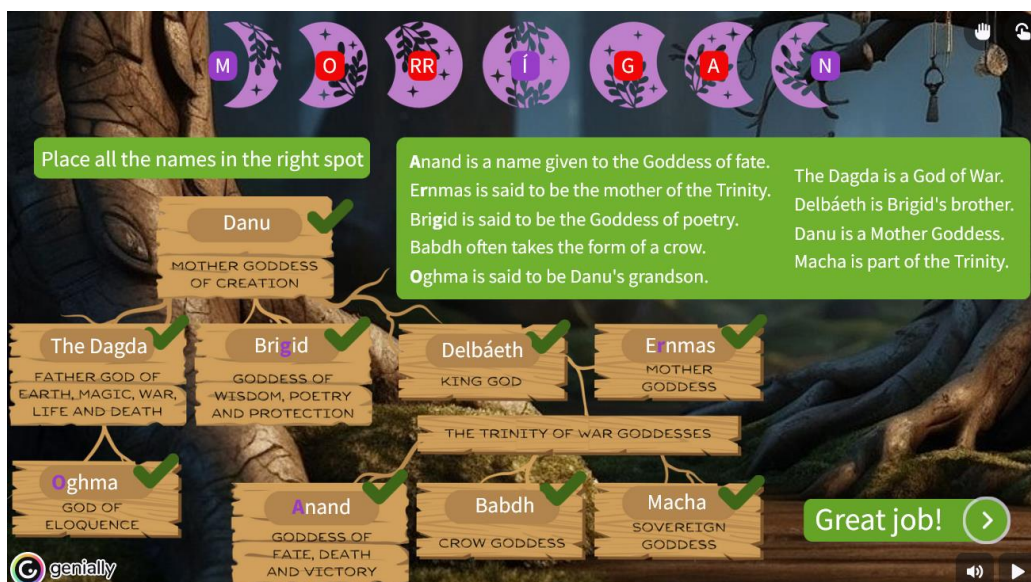 M O RR Í G A N
Place all the names in the right spot
Anand is a name given to the Goddess of fate.
Ernmas is said to be the mother of the Trinity.
Brigid is said to be the Goddess of poetry.
Babdh often takes the form of a crow.
Oghma is said to be Danu's grandson.
The Dagda is a God of War.
Delbáeth is Brigid's brother.
Danu is a Mother Goddess.
Macha is part of the Trinity.
Danu
MOTHER GODDESS
OF CREATION
The Dagda
FATHER GOD OF
EARTH, MAGIC, WAR,
LIFE AND DEATH
Brigid
GODDESS OF
WISDOM, POETRY
AND PROTECTION
Delbáeth
KING GOD
Ernmas
MOTHER
GODDESS
THE TRINITY OF WAR GODDESSES
Oghma
GOD OF
ELOQUENCE
Anand
GODDESS OF
FATE, DEATH
AND VICTORY
Babdh
CROW GODDESS
Macha
SOVEREIGN
GODDESS
Great job!
genially